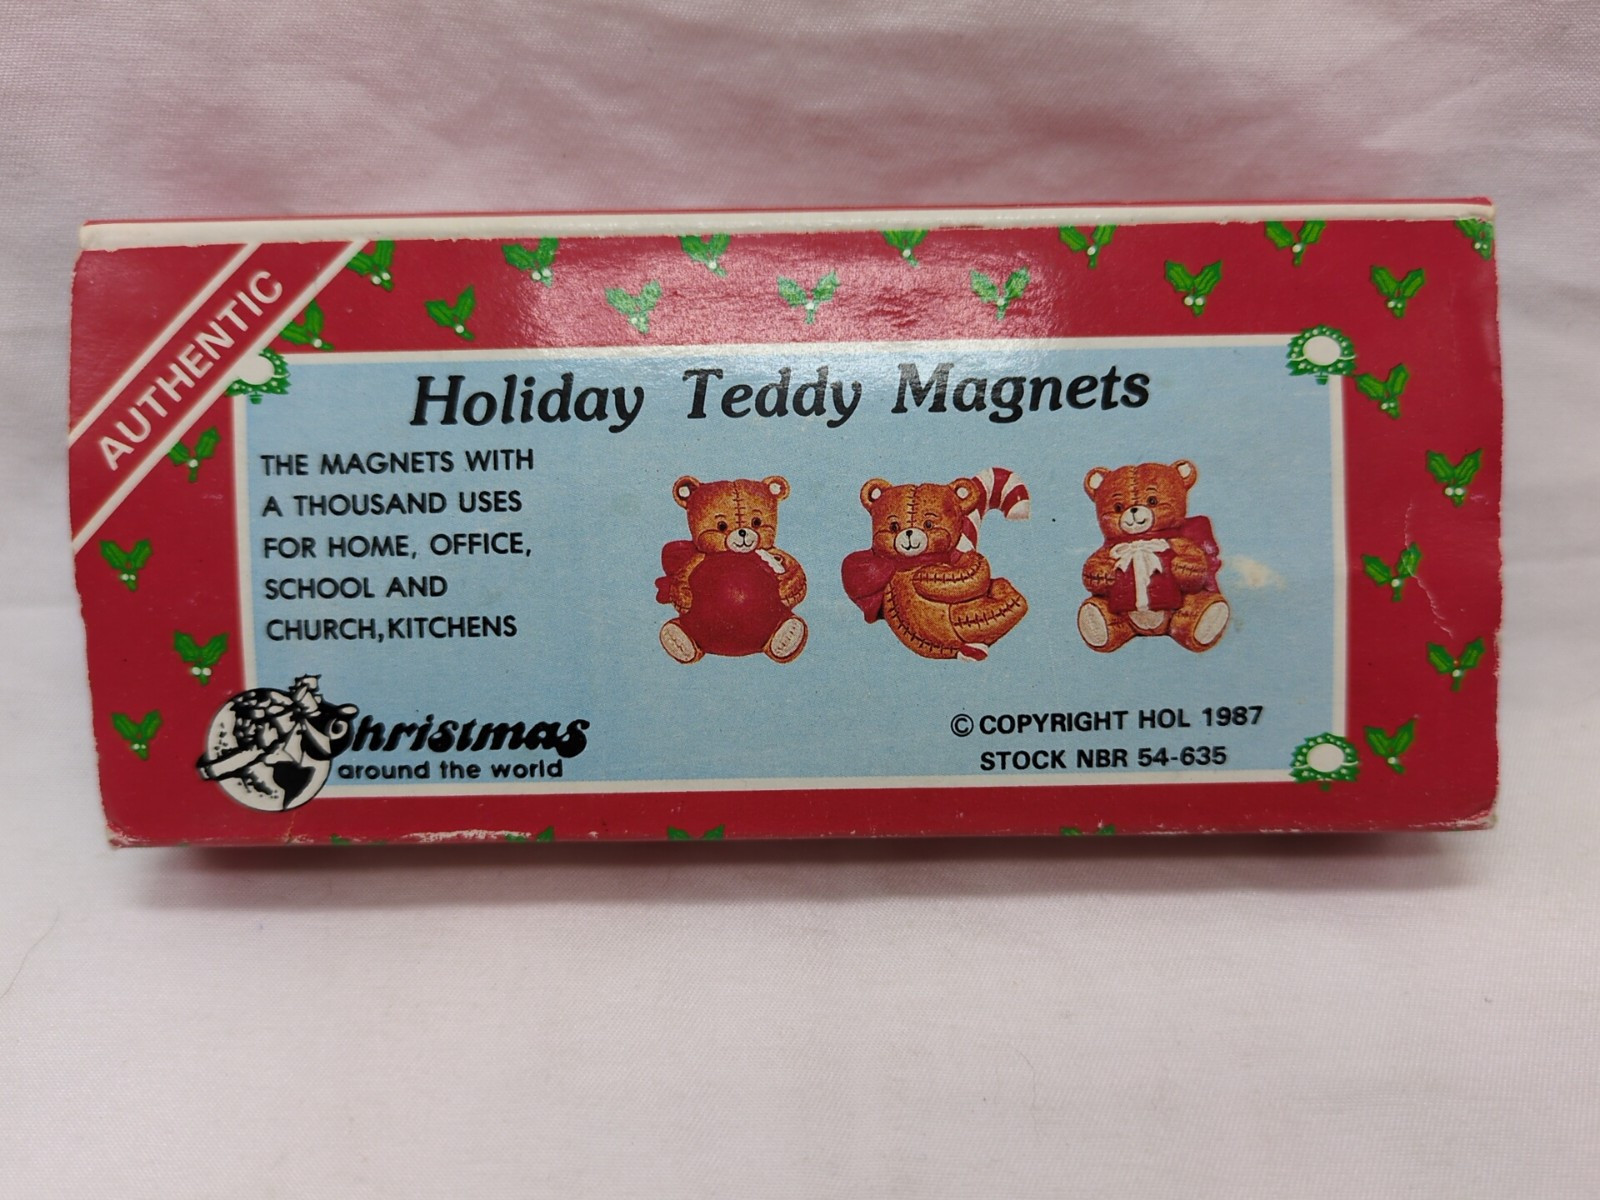 AUTHENTIC
Holiday Teddy Magnets
THE MAGNETS WITH
A THOUSAND USES
FOR HOME, OFFICE,
SCHOOL AND
CHURCH,KITCHENS
Christmas
around the world
© COPYRIGHT HOL 1987
STOCK NBR 54-635